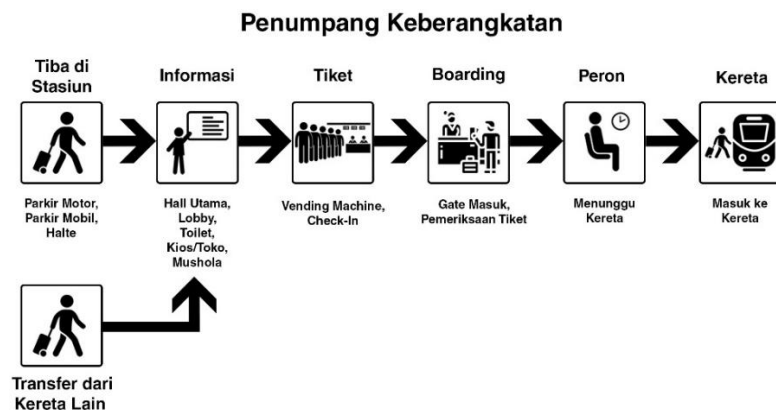 Penumpang Keberangkatan
Tiba di
Stasiun
Informasi
Tiket
Boarding
Peron
Kereta
Parkir Motor,
Parkir Mobil,
Halte
Hall Utama,
Lobby,
Toilet,
Kios/Toko,
Mushola
Vending Machine,
Check-In
Gate Masuk,
Pemeriksaan Tiket
Menunggu
Kereta
Masuk ke
Kereta
Transfer dari
Kereta Lain